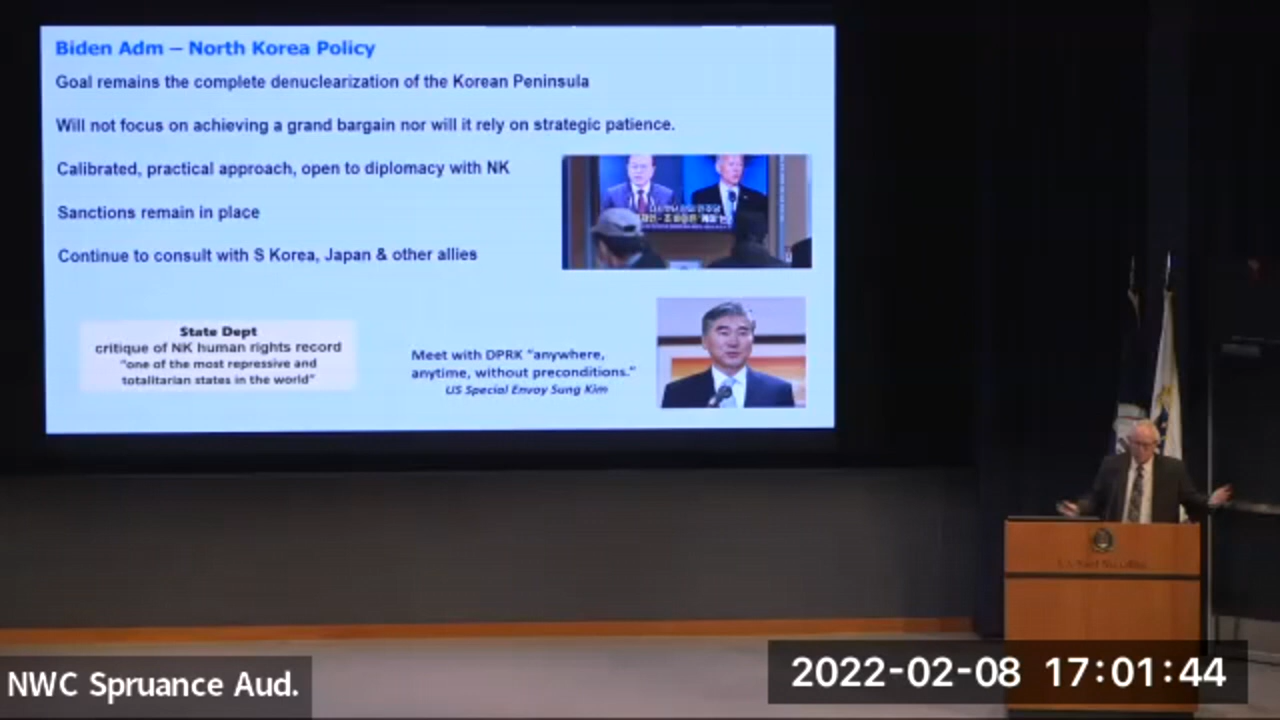 Biden Adm – North Korea Policy
Goal remains the complete denuclearization of the Korean Peninsula
Will not focus on achieving a grand bargain nor will it rely on strategic patience.
Calibrated, practical approach, open to diplomacy with NK
Sanctions remain in place
Continue to consult with S Korea, Japan & other allies
State Dept
critique of NK human rights record
"one of the most repressive and
totalitarian states in the world"
Meet with DPRK "anywhere,
anytime, without preconditions."
US Special Envoy Sung Kim
NWC Spruance Aud.
2022-02-08 17:01:44